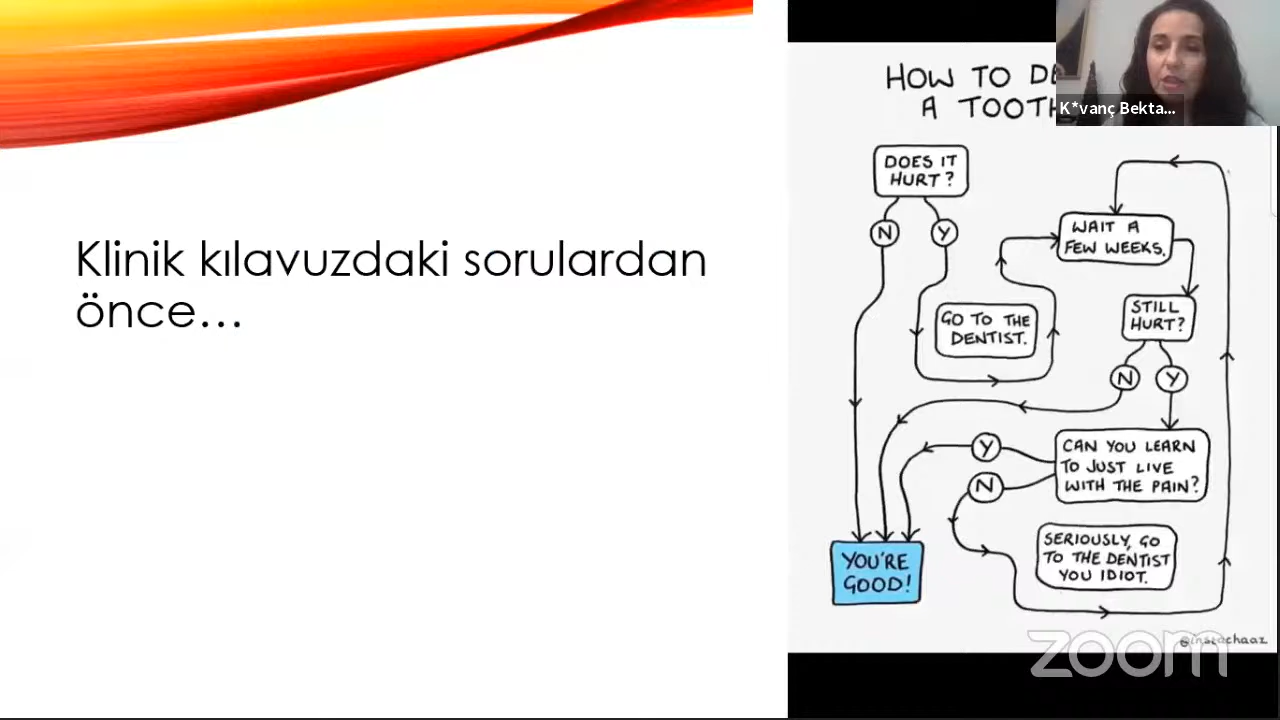 Klinik kılavuzdaki sorulardan
önce…
HOW TO DE
A TOOTH
K*vanç Bekta...
DOES IT
HURT?
N
Y
WAIT A
FEW WEEKS.
GO TO THE
DENTIST.
STILL
HURT?
N
Y
CAN YOU LEARN
TO JUST LIVE
WITH THE PAIN?
Y
N
SERIOUSLY, GO
TO THE DENTIST
YOU IDIOT.
YOU'RE
GOOD!
@instachaaz
zoom